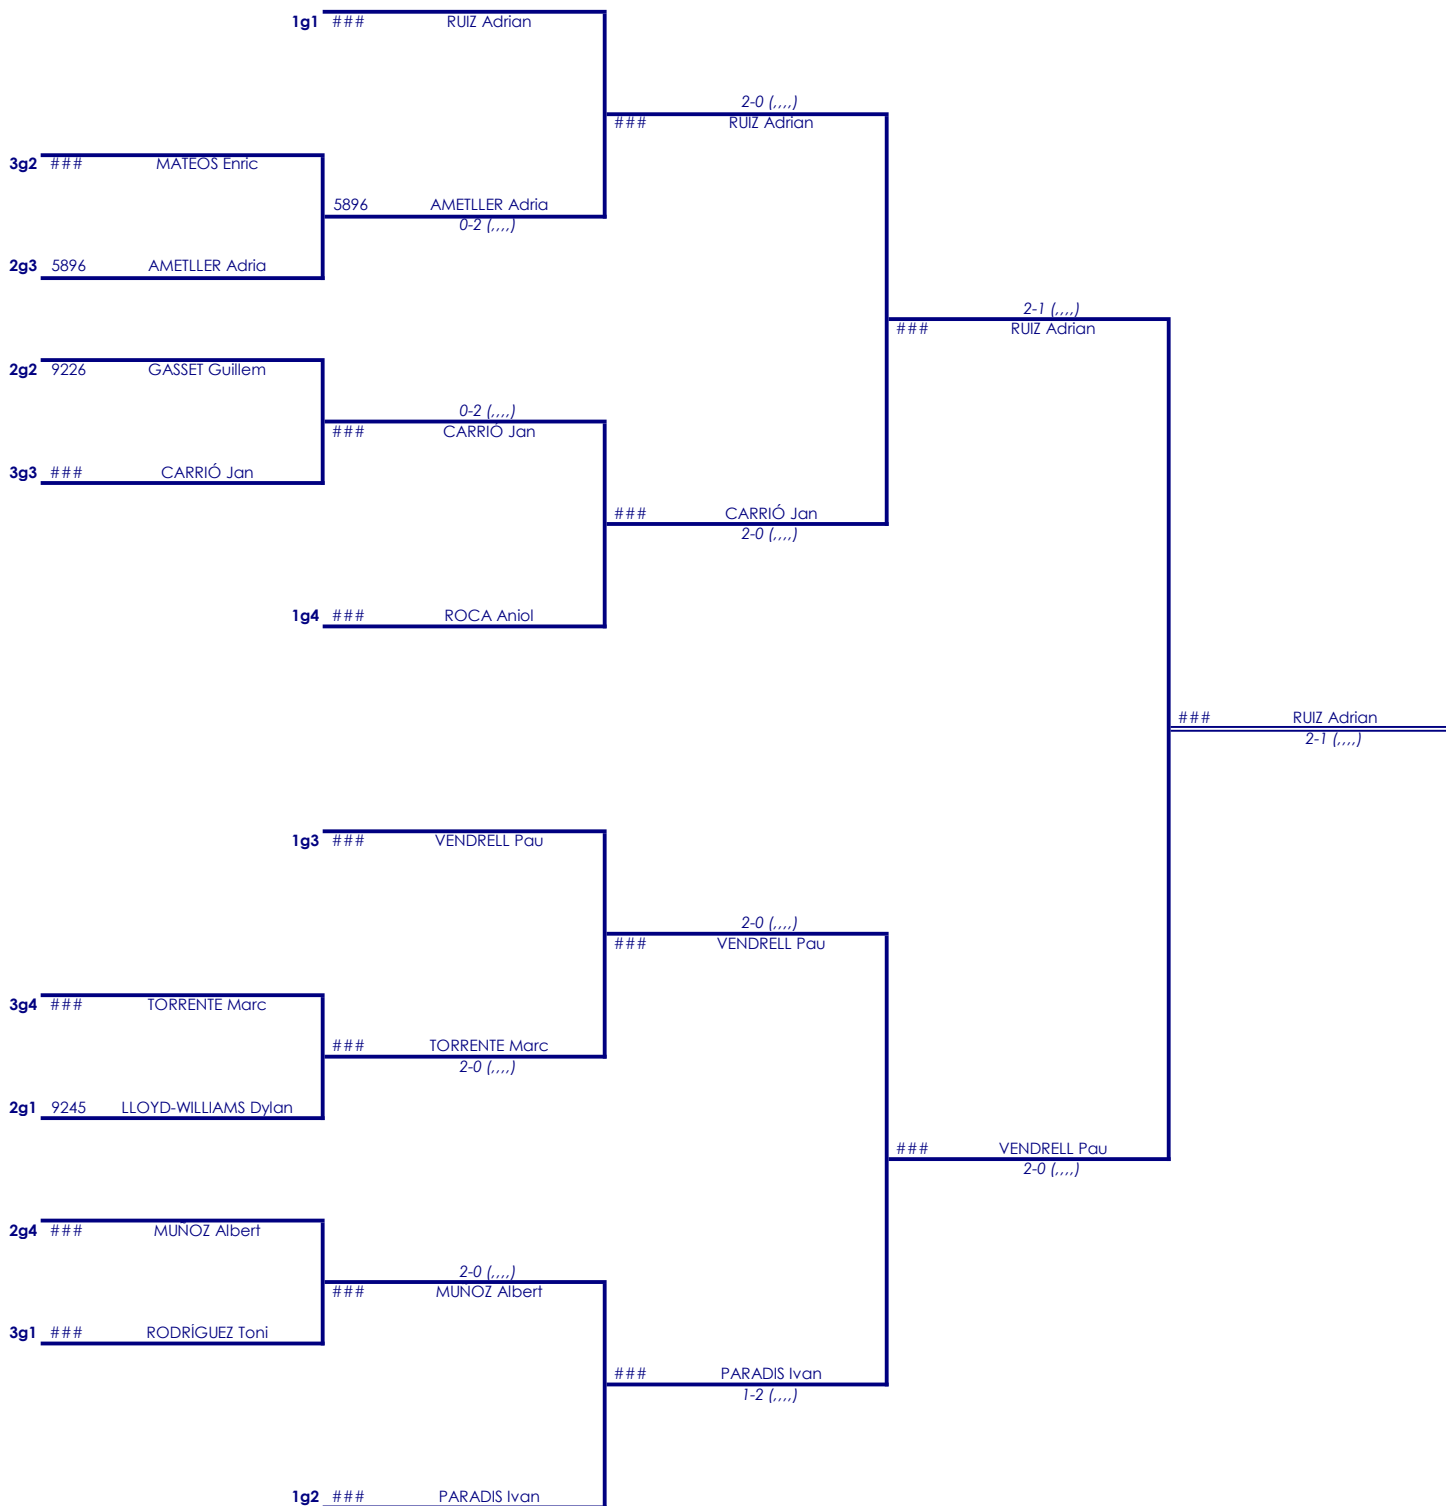 1g1 ### RUIZ Adrian
2-0 (,,,,)
### RUIZ Adrian
3g2 ### MATEOS Enric
5896 AMETLLER Adria
0-2 (,,,,)
2g3 5896 AMETLLER Adria
2-1 (,,,,)
### RUIZ Adrian
2g2 9226 GASSET Guillem
0-2 (,,,,)
### CARRIÓ Jan
3g3 ### CARRIÓ Jan
### CARRIÓ Jan
2-0 (,,,,)
1g4 ### ROCA Aniol
### RUIZ Adrian
2-1 (,,,,)
1g3 ### VENDRELL Pau
2-0 (,,,,)
### VENDRELL Pau
3g4 ### TORRENTE Marc
### TORRENTE Marc
2-0 (,,,,)
2g1 9245 LLOYD-WILLIAMS Dylan
### VENDRELL Pau
2-0 (,,,,)
2g4 ### MUÑOZ Albert
2-0 (,,,,)
### MUÑOZ Albert
3g1 ### RODRÍGUEZ Toni
### PARADIS Ivan
1-2 (,,,,)
1g2 ### PARADIS Ivan